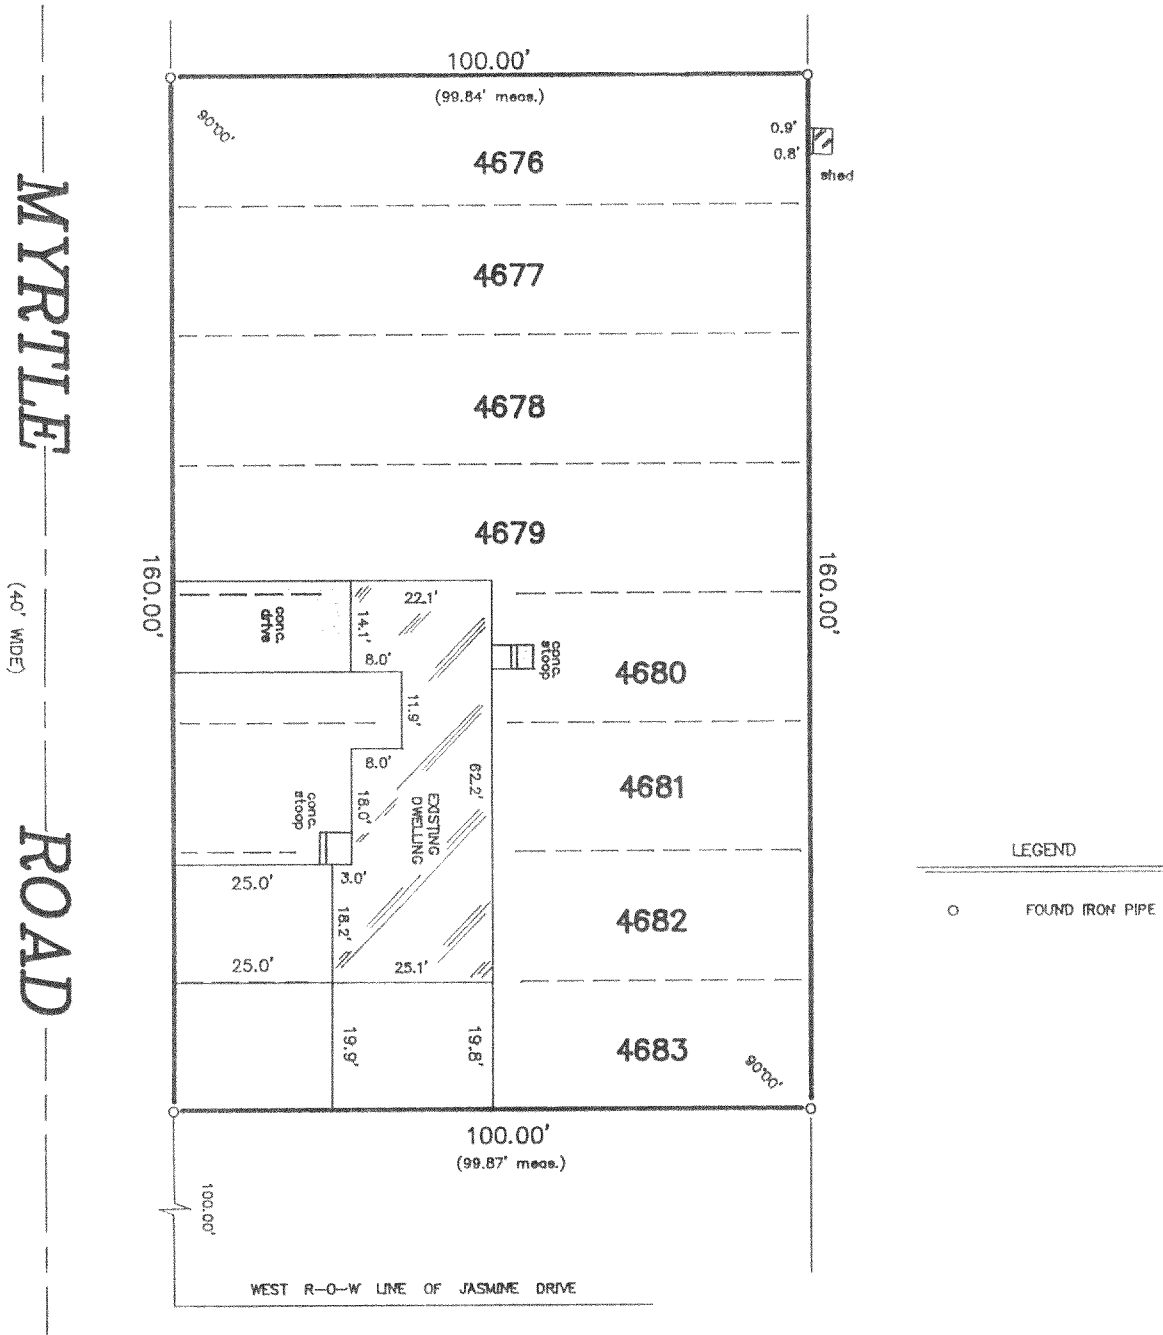 100.00'
(99.84' meas.)
90°00'
0.9'
0.8'
shed
4676
4677
4678
4679
MYRTLE ROAD
(40' WIDE)
160.00'
160.00'
conc.
drive
14.1'
22.1'
8.0'
conc.
stoop
4680
11.9'
8.0'
62.2'
4681
18.0'
conc.
stoop
EXISTING
DWELLING
25.0'
3.0'
18.2'
4682
25.0'
25.1'
19.9'
19.8'
4683
90°00'
100.00'
(99.87' meas.)
100.00'
WEST R-O-W LINE OF JASMINE DRIVE
LEGEND
FOUND IRON PIPE